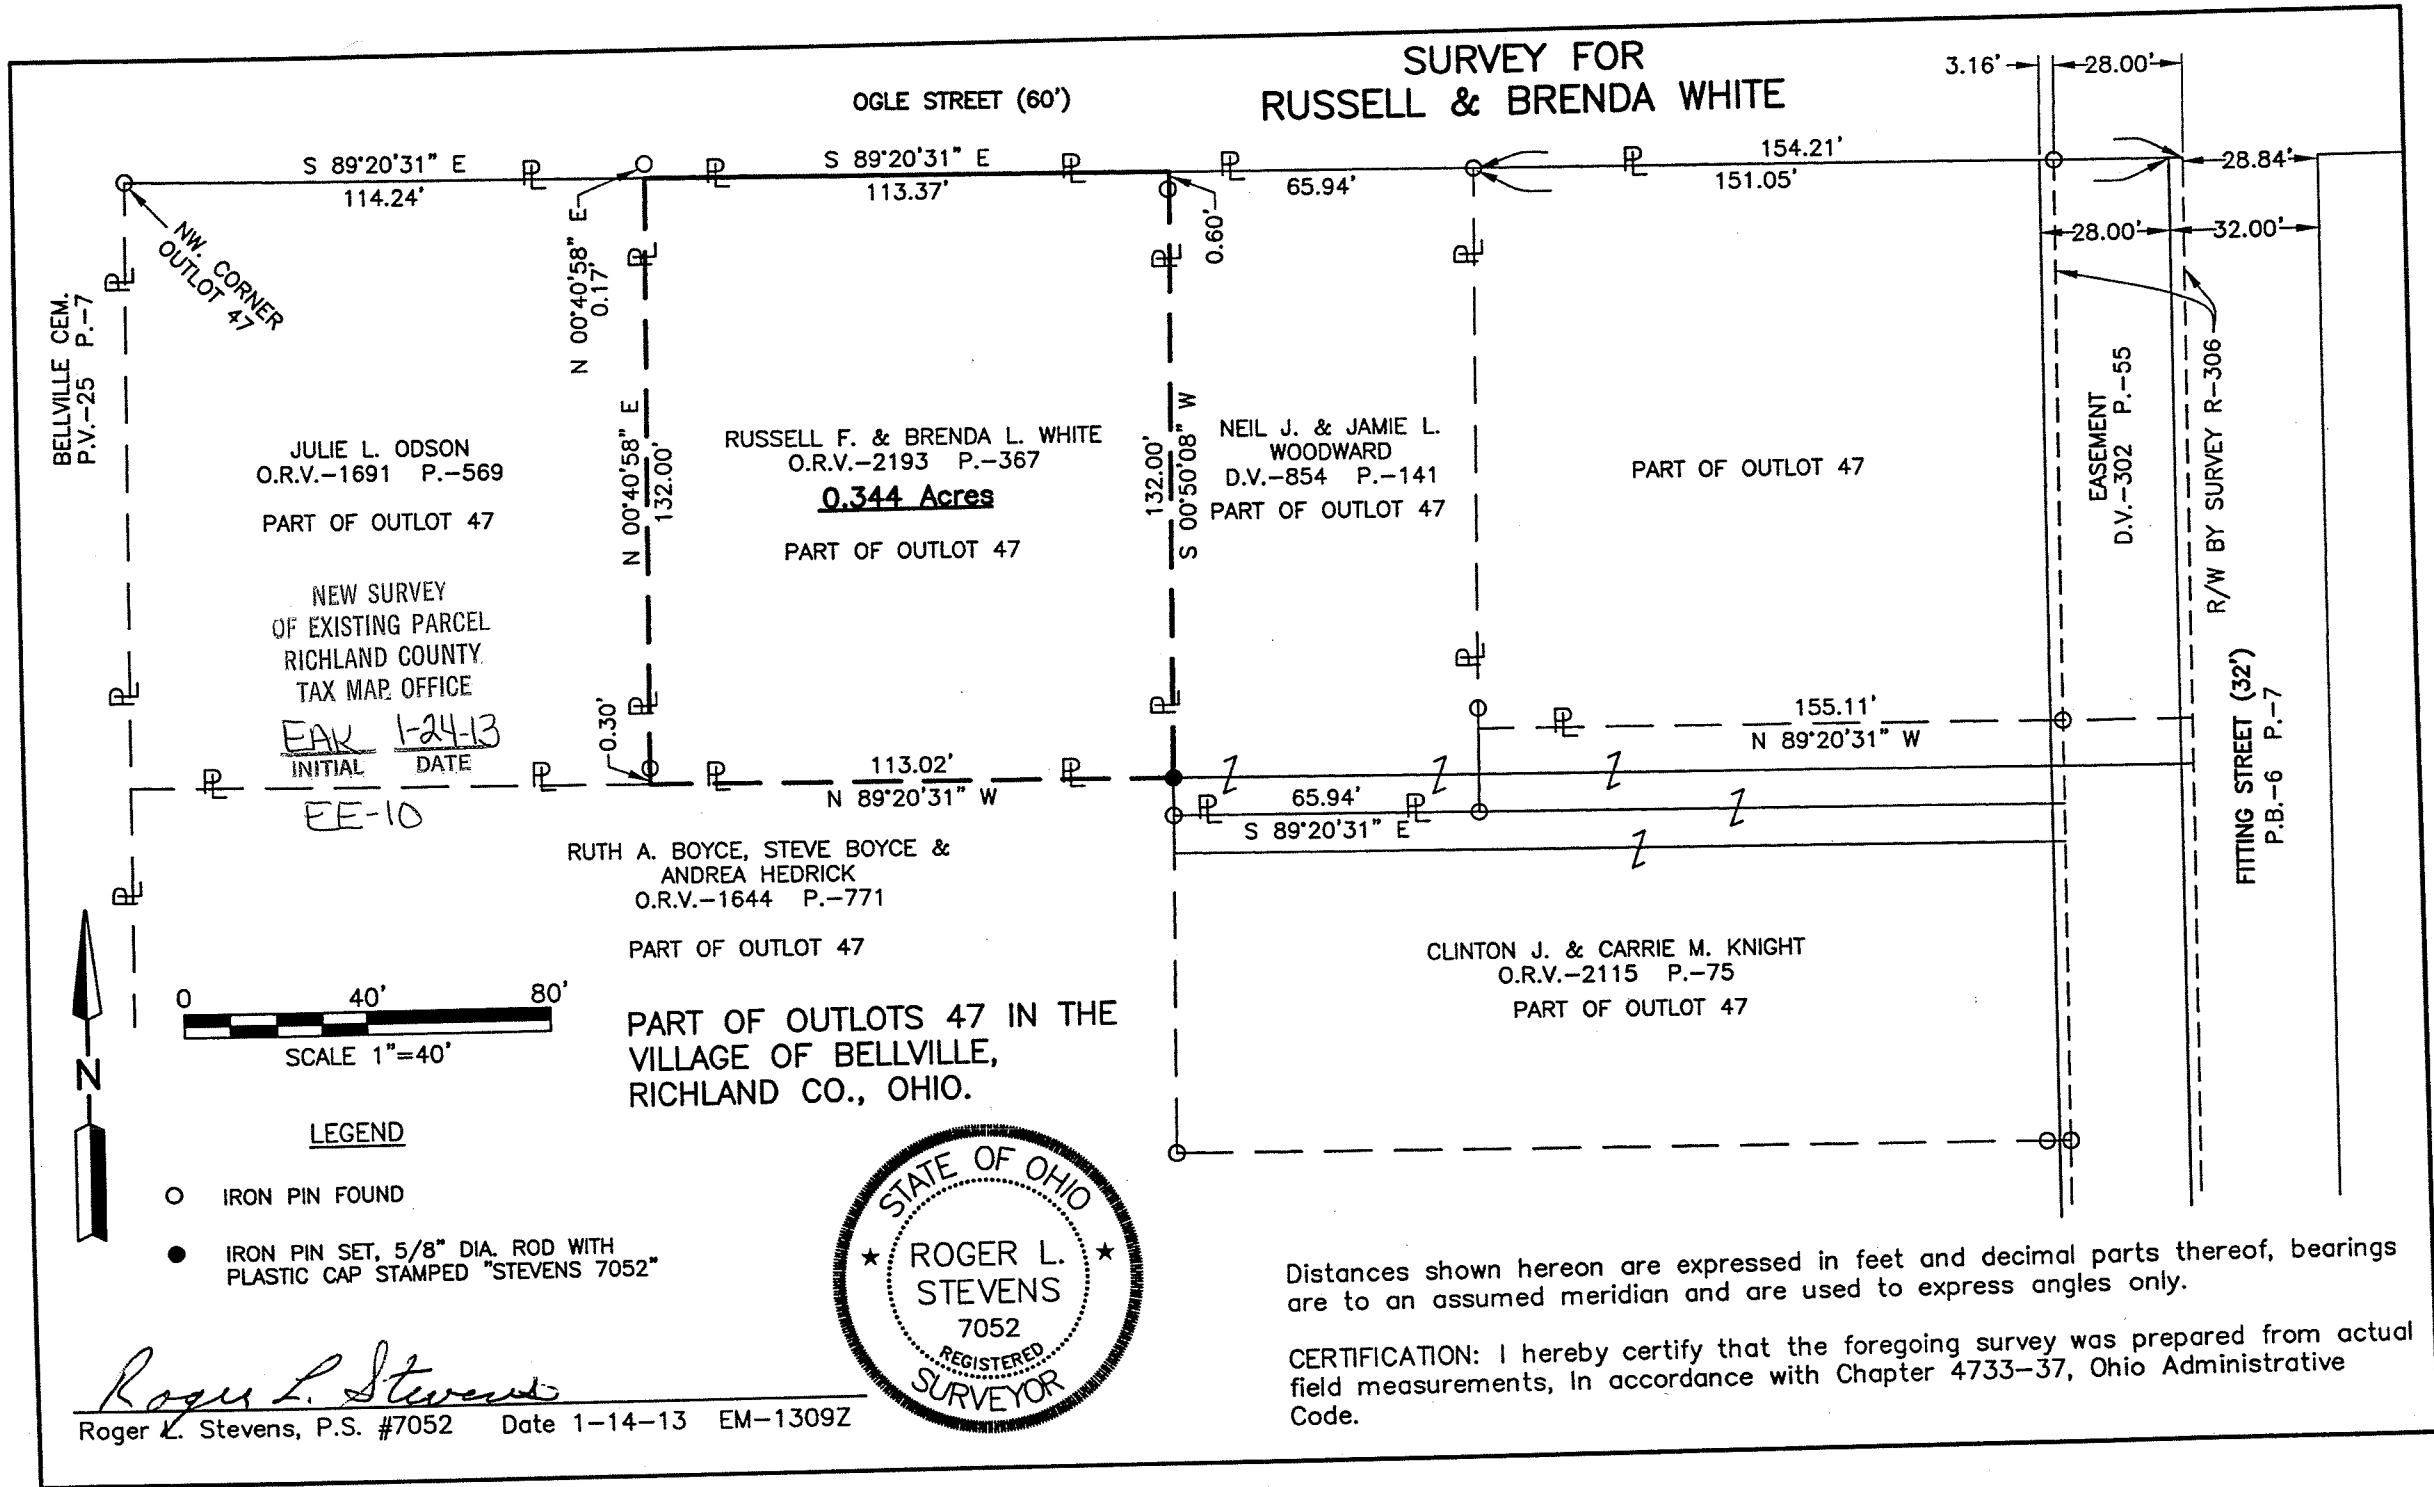 SURVEY FOR
RUSSELL & BRENDA WHITE
OGLE STREET (60')
3.16'
28.00'
S 89°20'31" E
114.24'
S 89°20'31" E
113.37'
65.94'
154.21'
151.05'
28.84'
28.00'
32.00'
NW. CORNER
OUTLOT 47
N 00°40'58" E
0.17'
0.60'
BELLVILLE CEM.
P.V.-25 P.-7
JULIE L. ODSON
O.R.V.-1691 P.-569
PART OF OUTLOT 47
N 00°40'58" E
132.00'
RUSSELL F. & BRENDA L. WHITE
O.R.V.-2193 P.-367
0.344 Acres
PART OF OUTLOT 47
132.00'
S 00°50'08" W
NEIL J. & JAMIE L.
WOODWARD
D.V.-854 P.-141
PART OF OUTLOT 47
PART OF OUTLOT 47
EASEMENT
D.V.-302 P.-55
R/W BY SURVEY R-306
FITTING STREET (32')
P.B.-6 P.-7
NEW SURVEY
OF EXISTING PARCEL
RICHLAND COUNTY
TAX MAP OFFICE
EAK 1-24-13
INITIAL DATE
EE-10
0.30'
113.02'
N 89°20'31" W
155.11'
N 89°20'31" W
65.94'
S 89°20'31" E
RUTH A. BOYCE, STEVE BOYCE &
ANDREA HEDRICK
O.R.V.-1644 P.-771
PART OF OUTLOT 47
CLINTON J. & CARRIE M. KNIGHT
O.R.V.-2115 P.-75
PART OF OUTLOT 47
0 40' 80'
SCALE 1"=40'
N
PART OF OUTLOTS 47 IN THE
VILLAGE OF BELLVILLE,
RICHLAND CO., OHIO.
LEGEND
IRON PIN FOUND
IRON PIN SET, 5/8" DIA. ROD WITH
PLASTIC CAP STAMPED "STEVENS 7052"
STATE OF OHIO
ROGER L.
STEVENS
7052
REGISTERED
SURVEYOR
Roger L. Stevens
Roger L. Stevens, P.S. #7052 Date 1-14-13 EM-1309Z
Distances shown hereon are expressed in feet and decimal parts thereof, bearings
are to an assumed meridian and are used to express angles only.
CERTIFICATION: I hereby certify that the foregoing survey was prepared from actual
field measurements, In accordance with Chapter 4733-37, Ohio Administrative
Code.